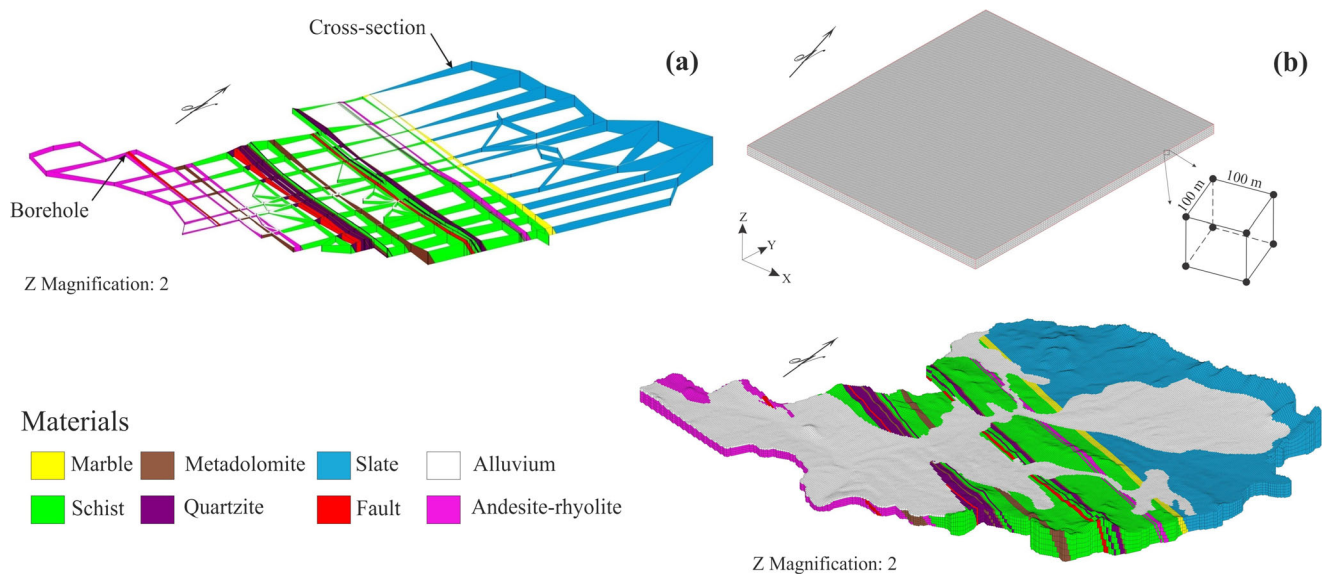 Cross-section
(a)
Borehole
Z Magnification: 2
(b)
100 m
100 m
Z
Y
X
Materials
Marble
Metadolomite
Slate
Alluvium
Schist
Quartzite
Fault
Andesite-rhyolite
Z Magnification: 2